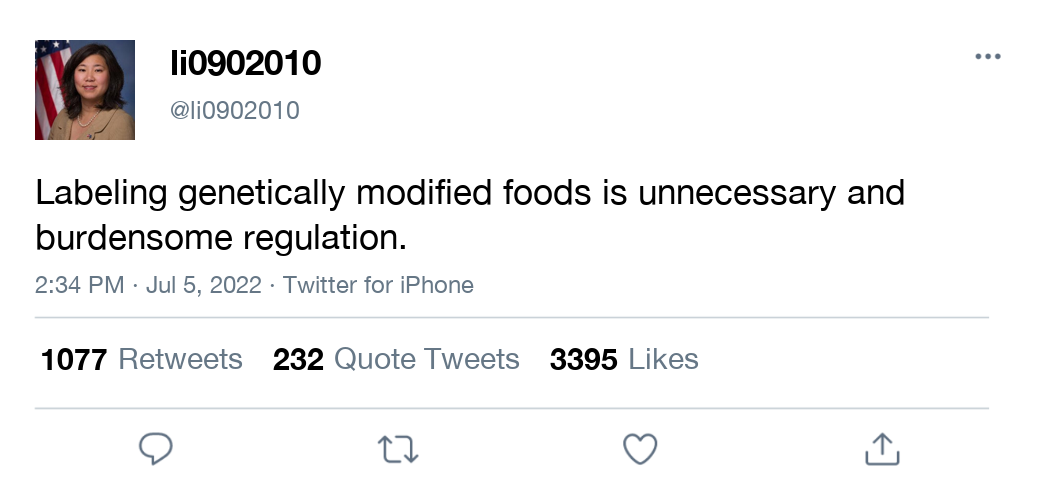 li0902010
@li0902010
Labeling genetically modified foods is unnecessary and
burdensome regulation.
2:34 PM · Jul 5, 2022 · Twitter for iPhone
1077 Retweets 232 Quote Tweets 3395 Likes